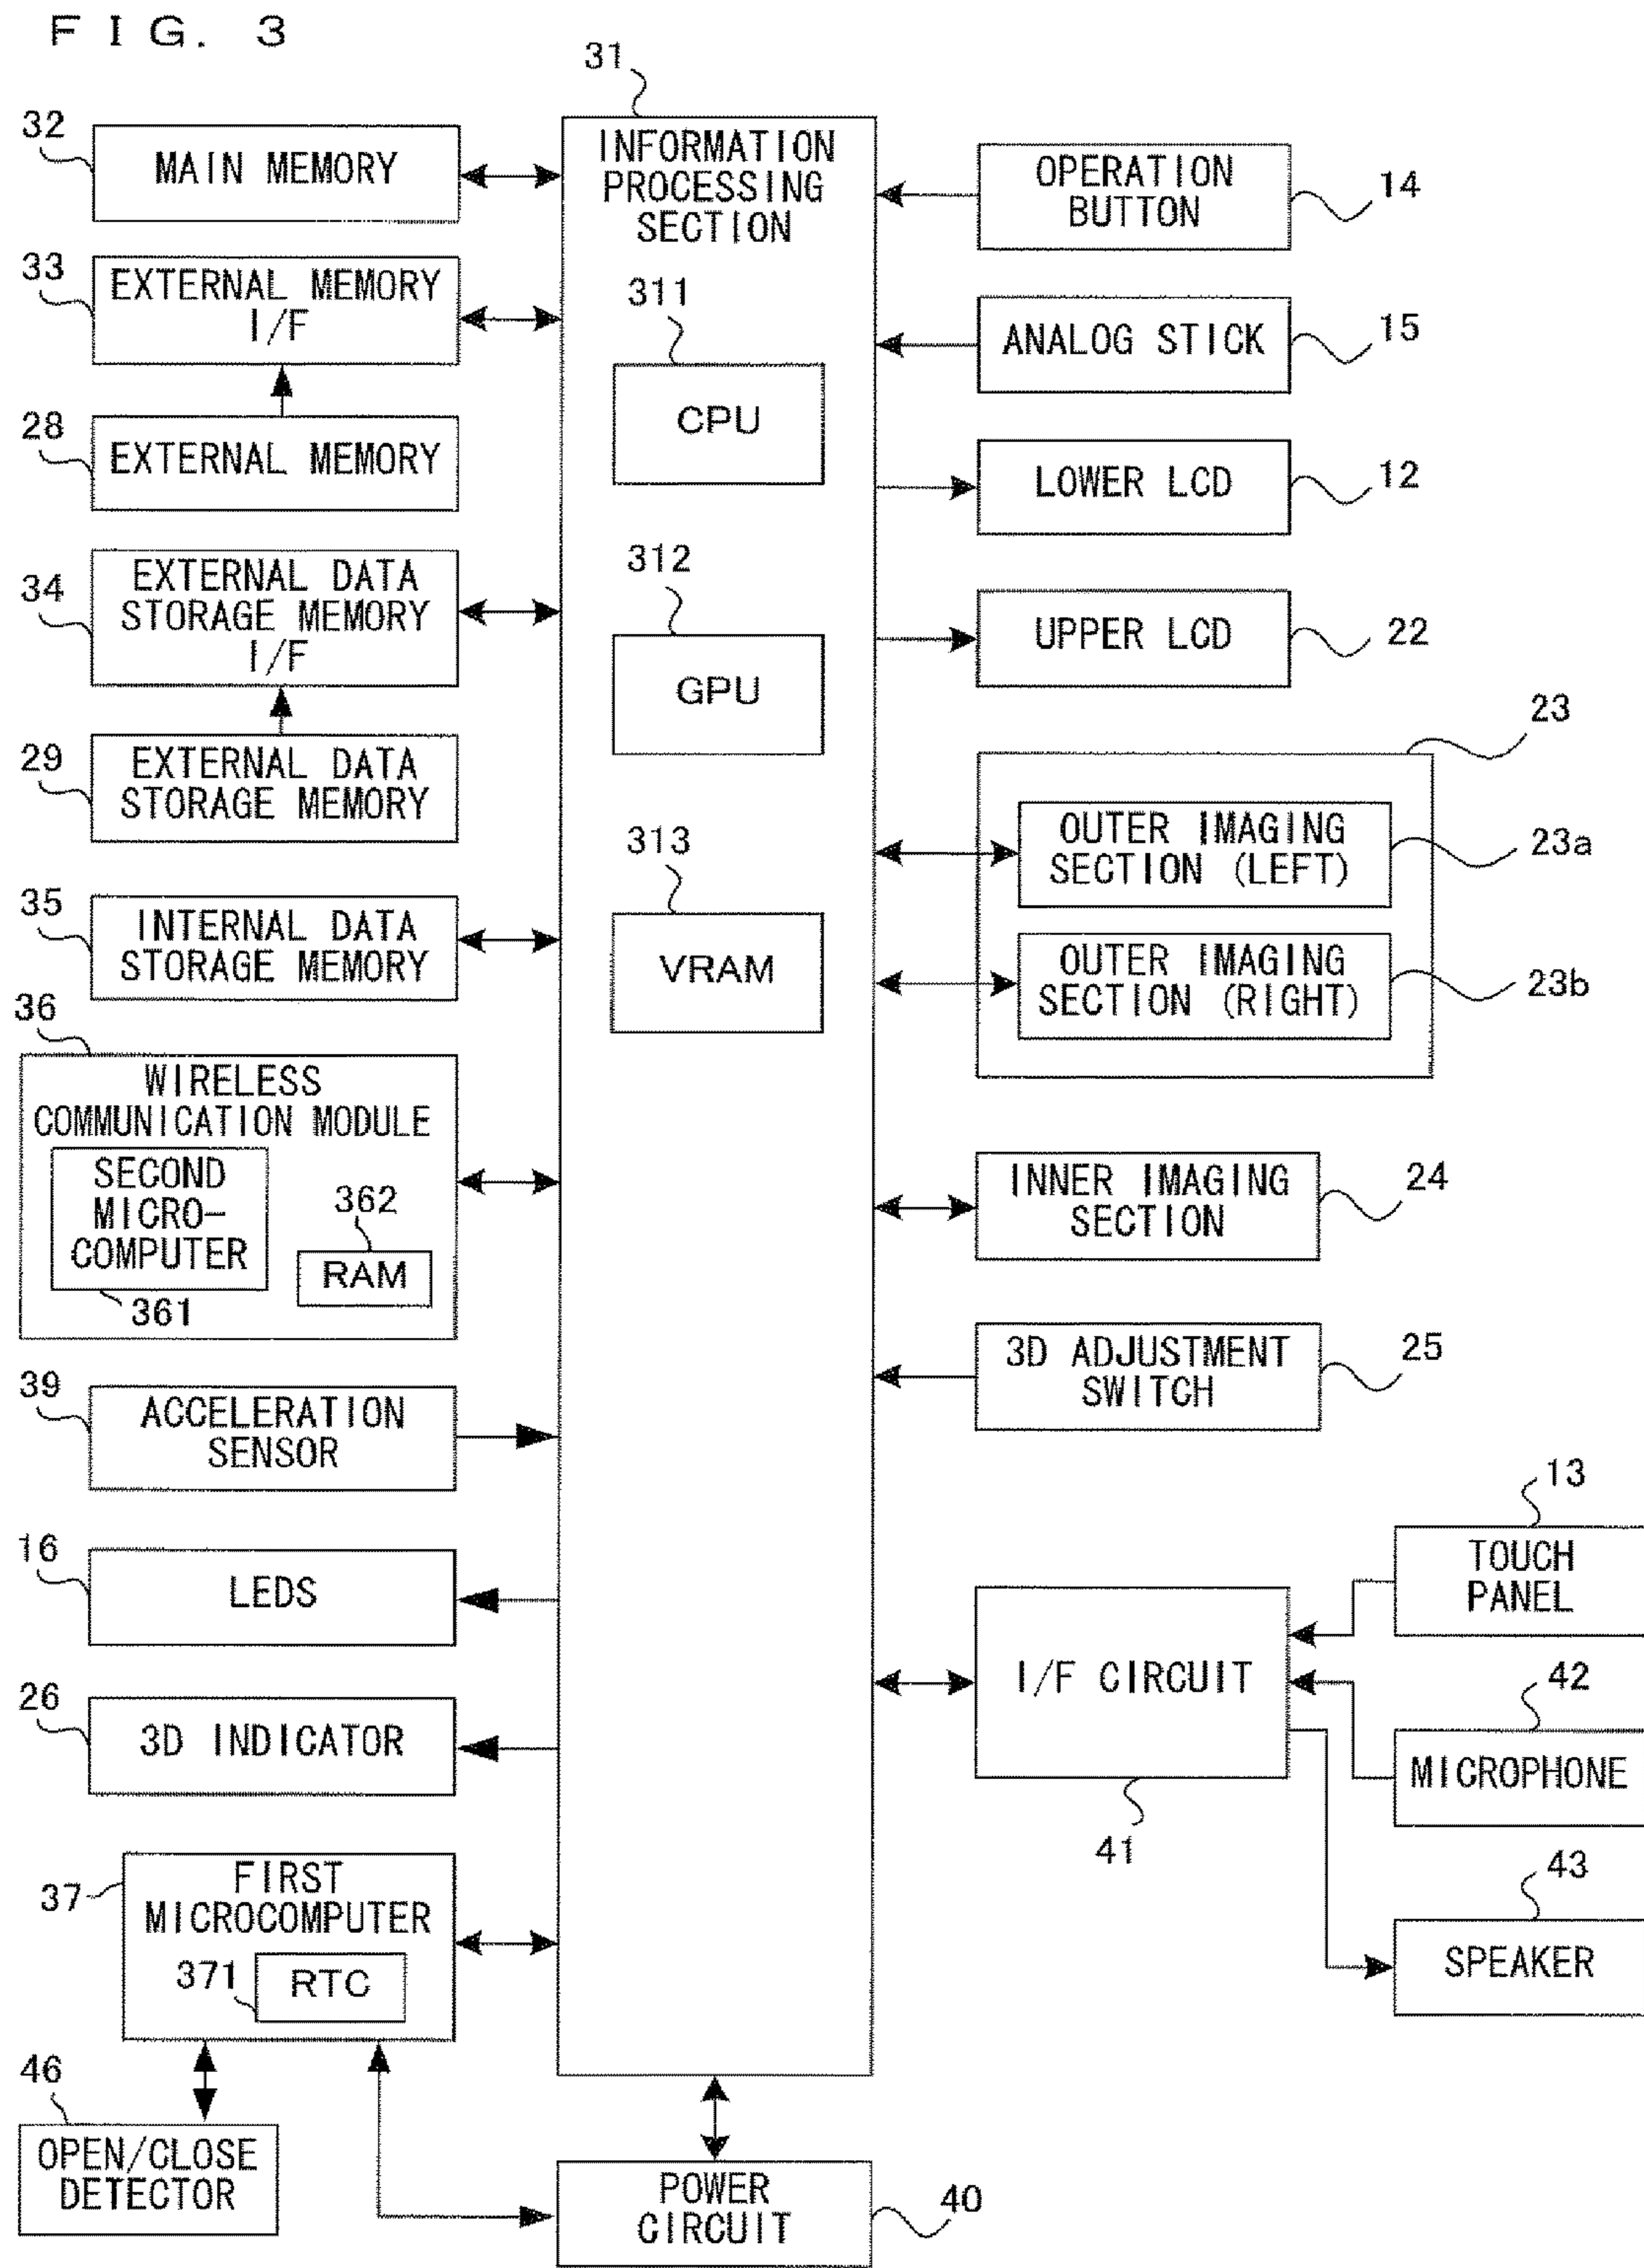 FIG. 3
31
INFORMATION
PROCESSING
SECTION
311
CPU
312
GPU
313
VRAM
32
MAIN MEMORY
33
EXTERNAL MEMORY
I/F
28
EXTERNAL MEMORY
34
EXTERNAL DATA
STORAGE MEMORY
I/F
29
EXTERNAL DATA
STORAGE MEMORY
35
INTERNAL DATA
STORAGE MEMORY
36
WIRELESS
COMMUNICATION MODULE
SECOND
MICRO-
COMPUTER
361
362
RAM
39
ACCELERATION
SENSOR
16
LEDS
26
3D INDICATOR
37
FIRST
MICROCOMPUTER
371
RTC
46
OPEN/CLOSE
DETECTOR
OPERATION
BUTTON
14
ANALOG STICK
15
LOWER LCD
12
UPPER LCD
22
23
OUTER IMAGING
SECTION (LEFT)
23a
OUTER IMAGING
SECTION (RIGHT)
23b
INNER IMAGING
SECTION
24
3D ADJUSTMENT
SWITCH
25
13
TOUCH
PANEL
I/F CIRCUIT
41
42
MICROPHONE
43
SPEAKER
POWER
CIRCUIT
40